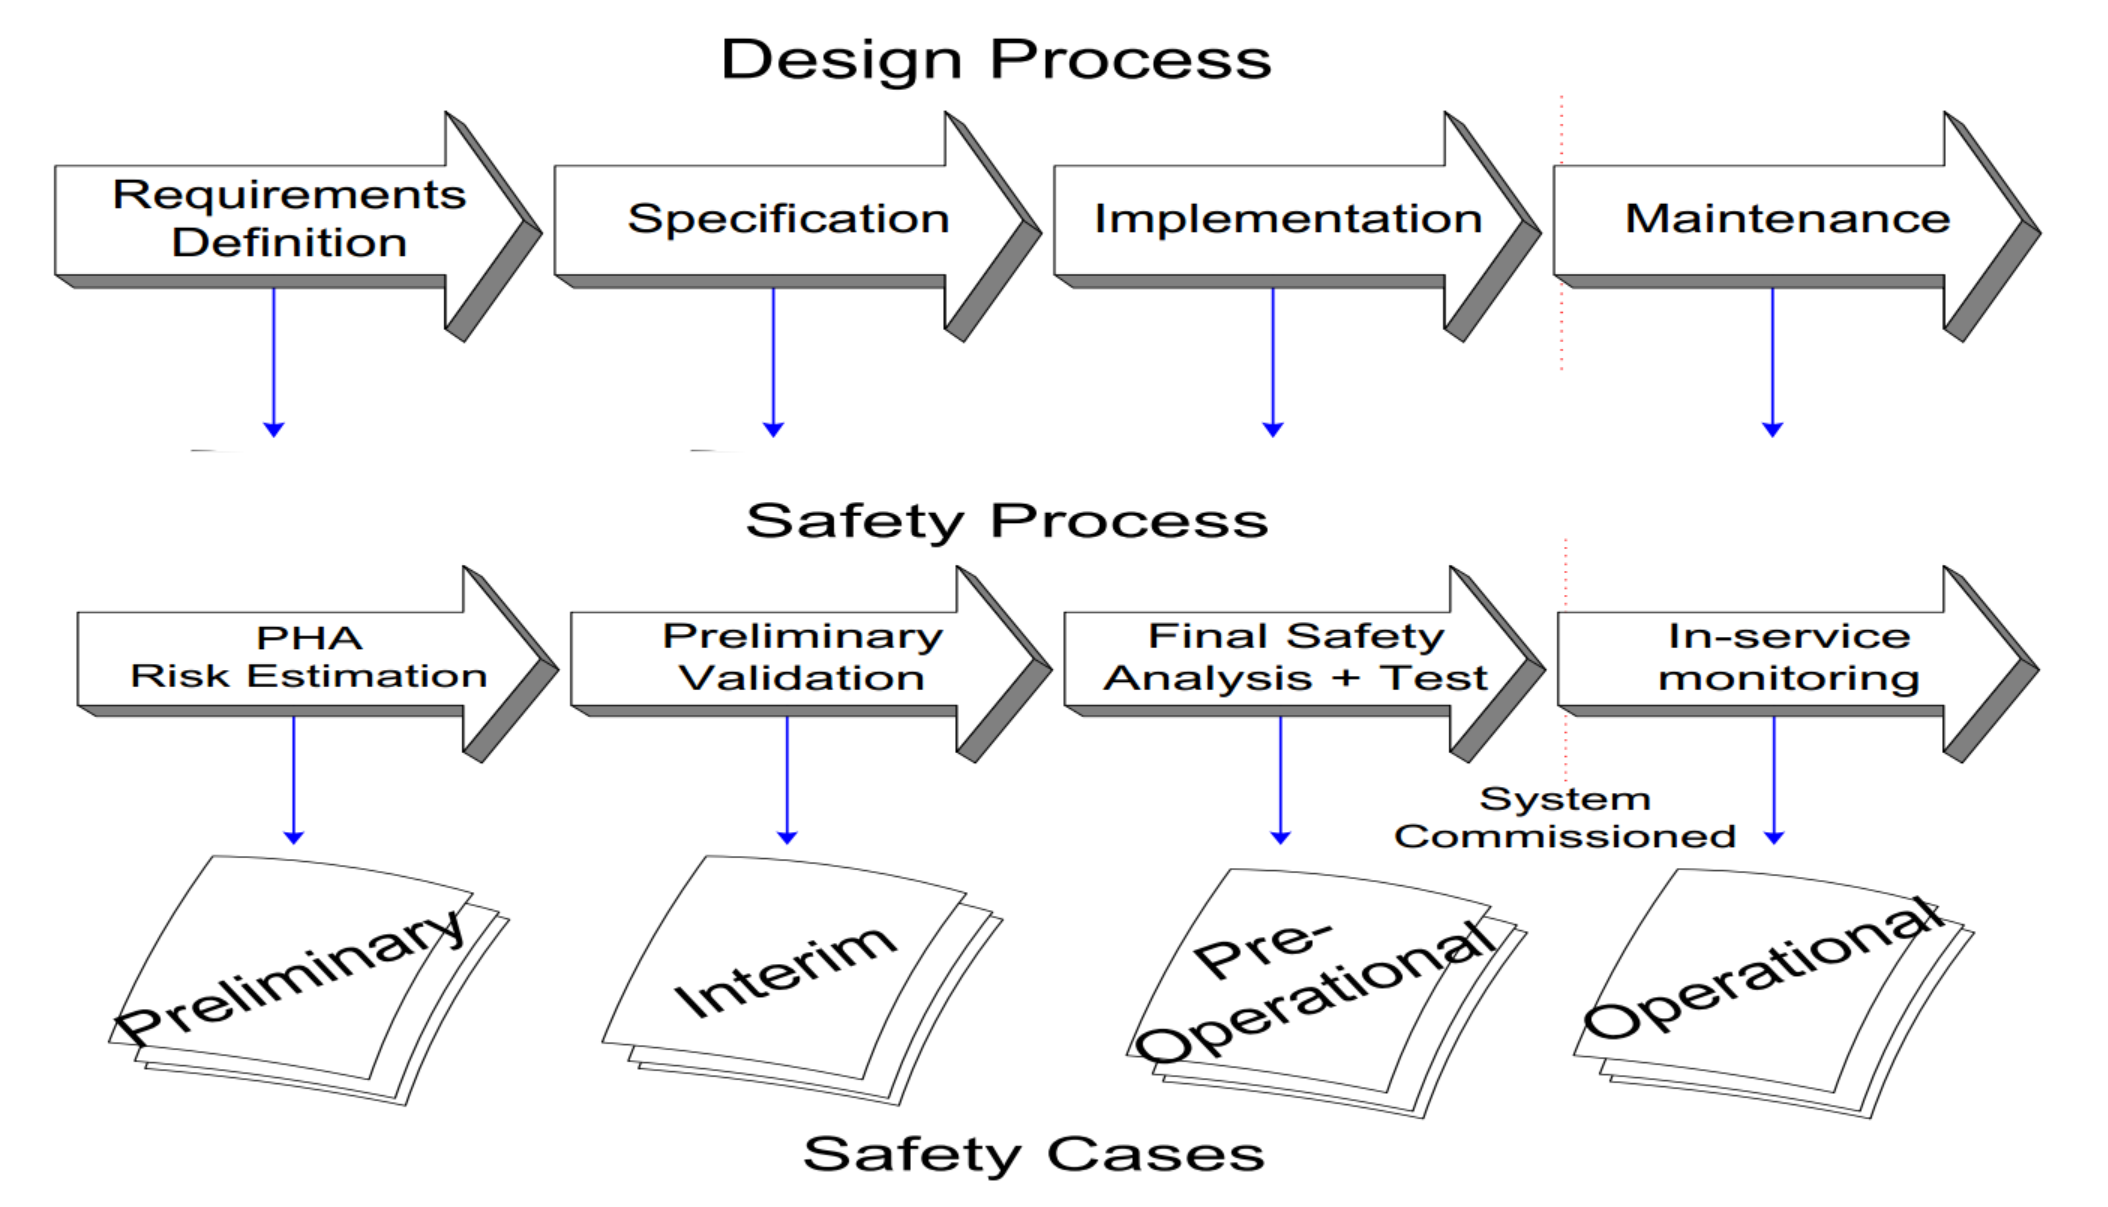 Design Process
Requirements
Definition
Specification
Implementation
Maintenance
Safety Process
PHA
Risk Estimation
Preliminary
Validation
Final Safety
Analysis + Test
In-service
monitoring
System
Commissioned
Preliminary
Interim
Pre-
Operational
Operational
Safety Cases